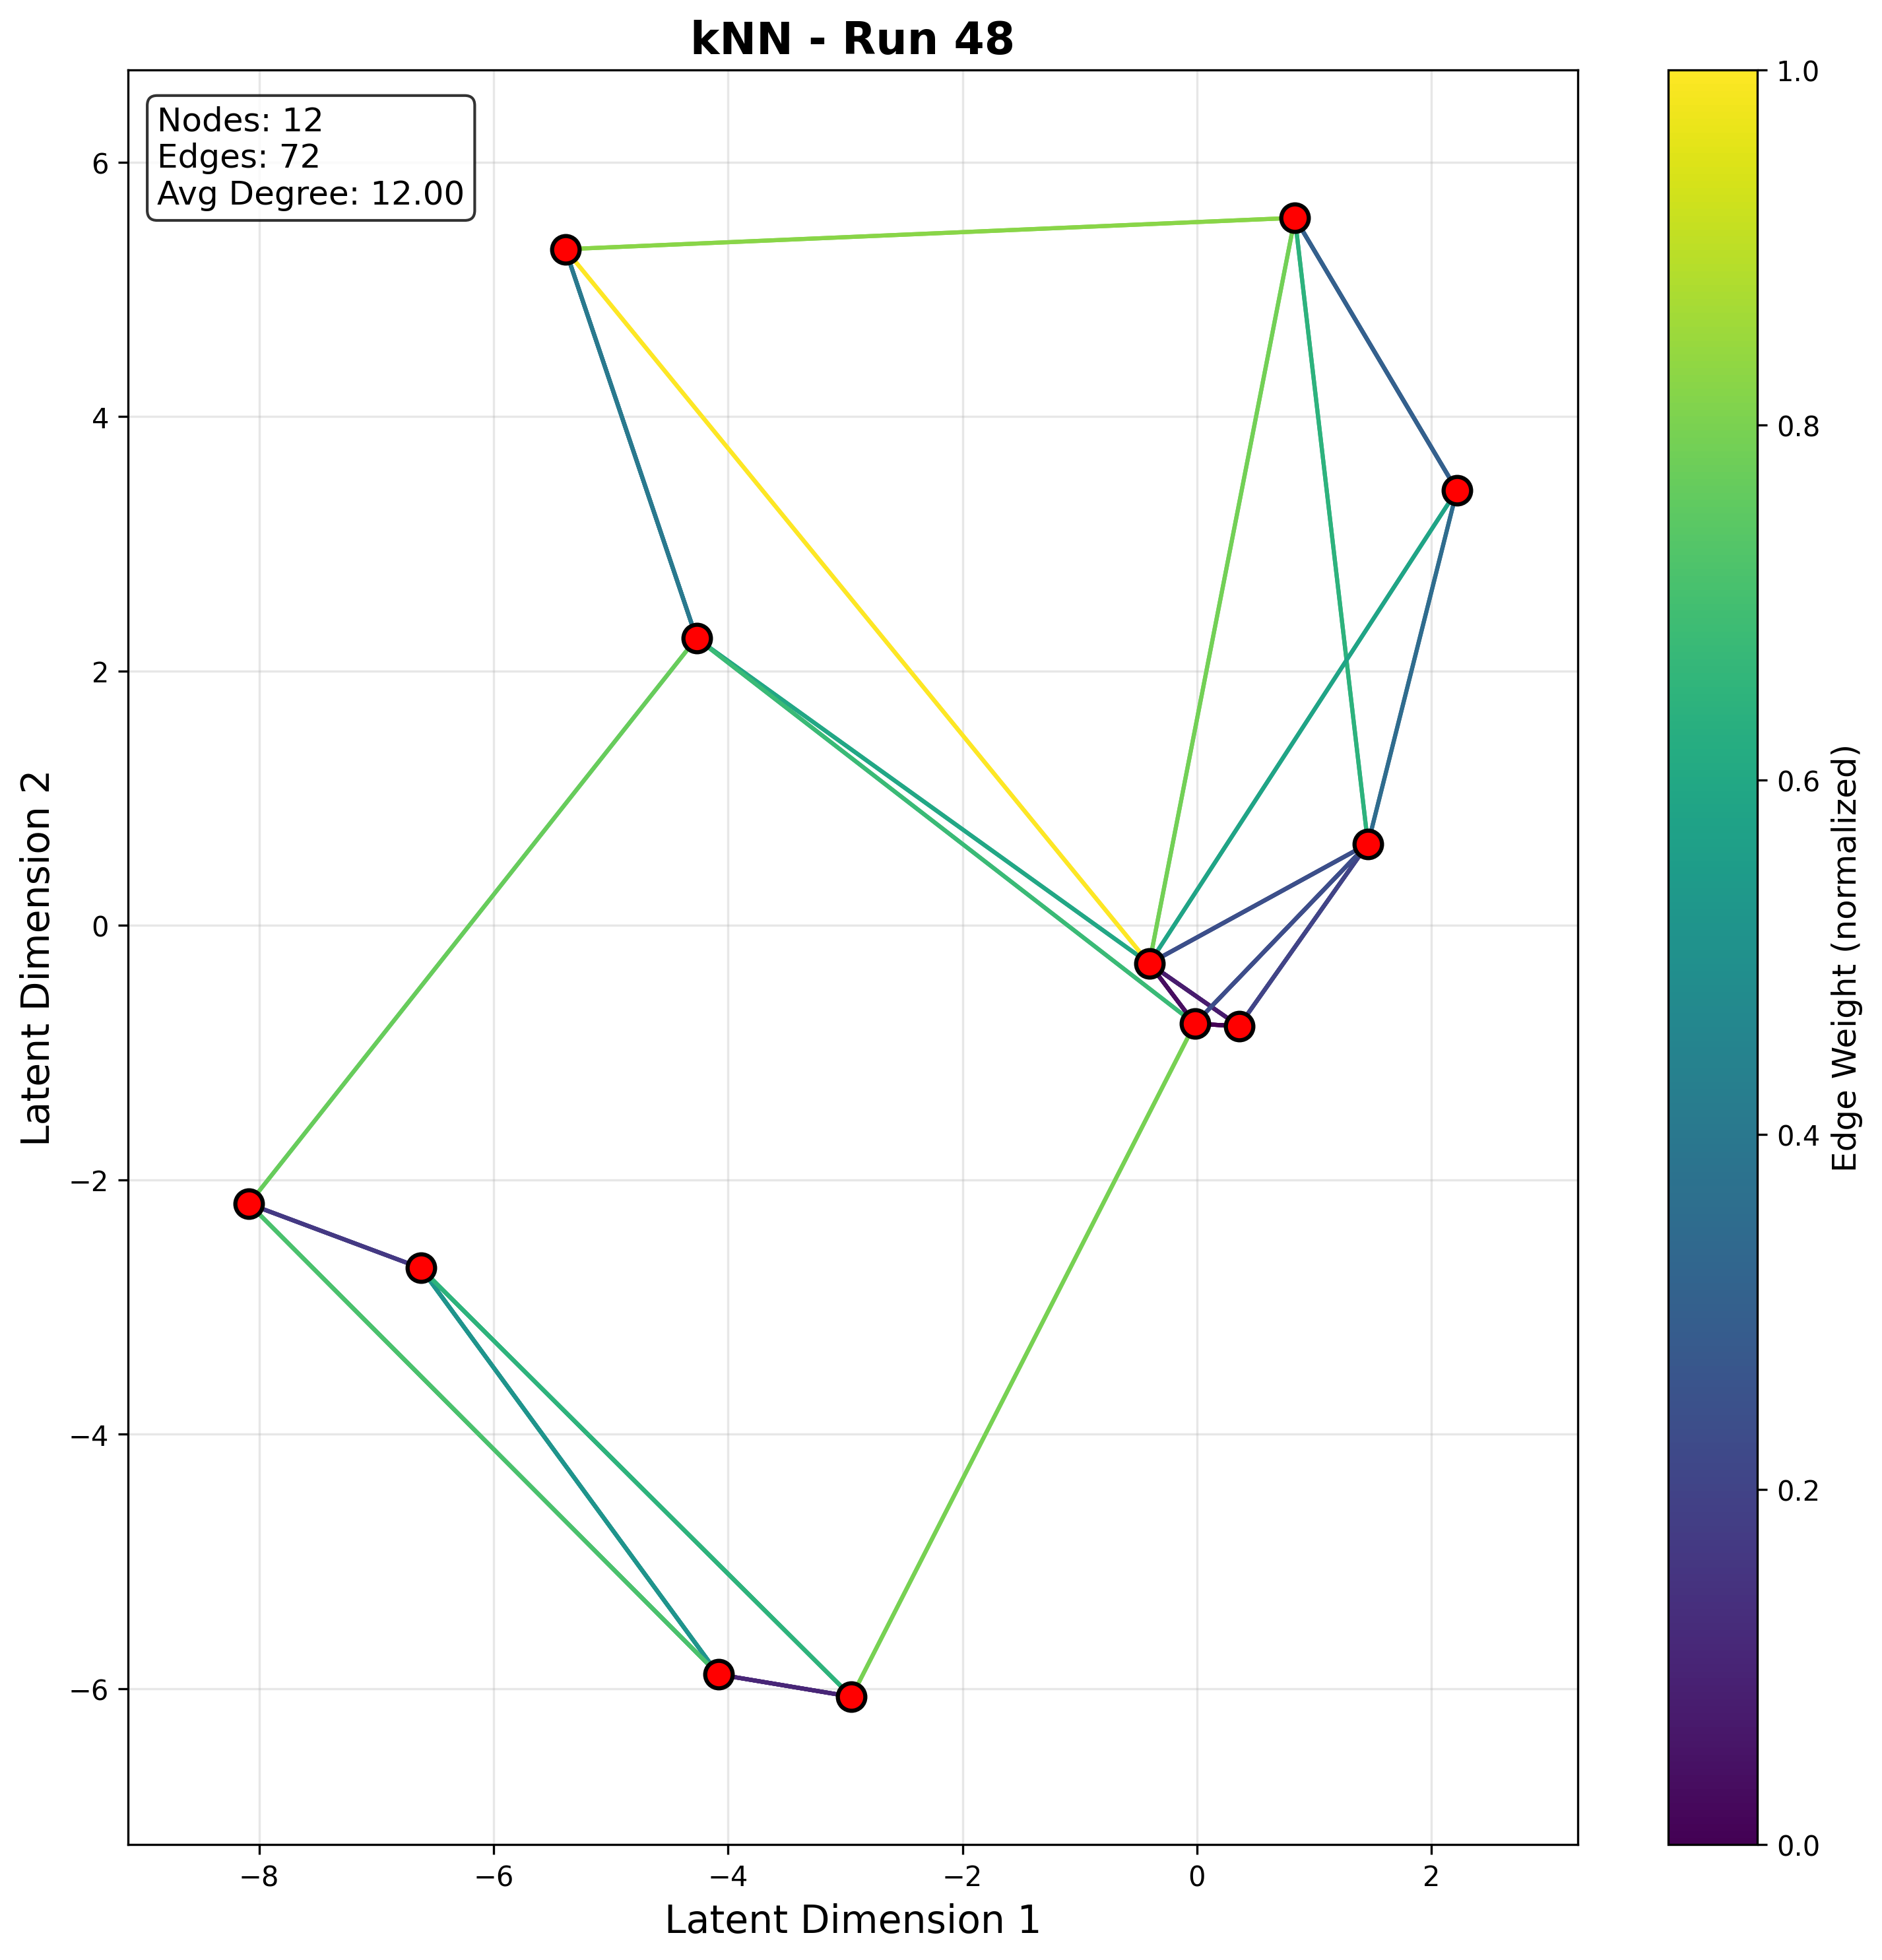 kNN - Run 48
Nodes: 12
Edges: 72
Avg Degree: 12.00
6
4
2
0
−2
−4
−6
Latent Dimension 2
−8
−6
−4
−2
0
2
Latent Dimension 1
1.0
0.8
0.6
0.4
0.2
0.0
Edge Weight (normalized)